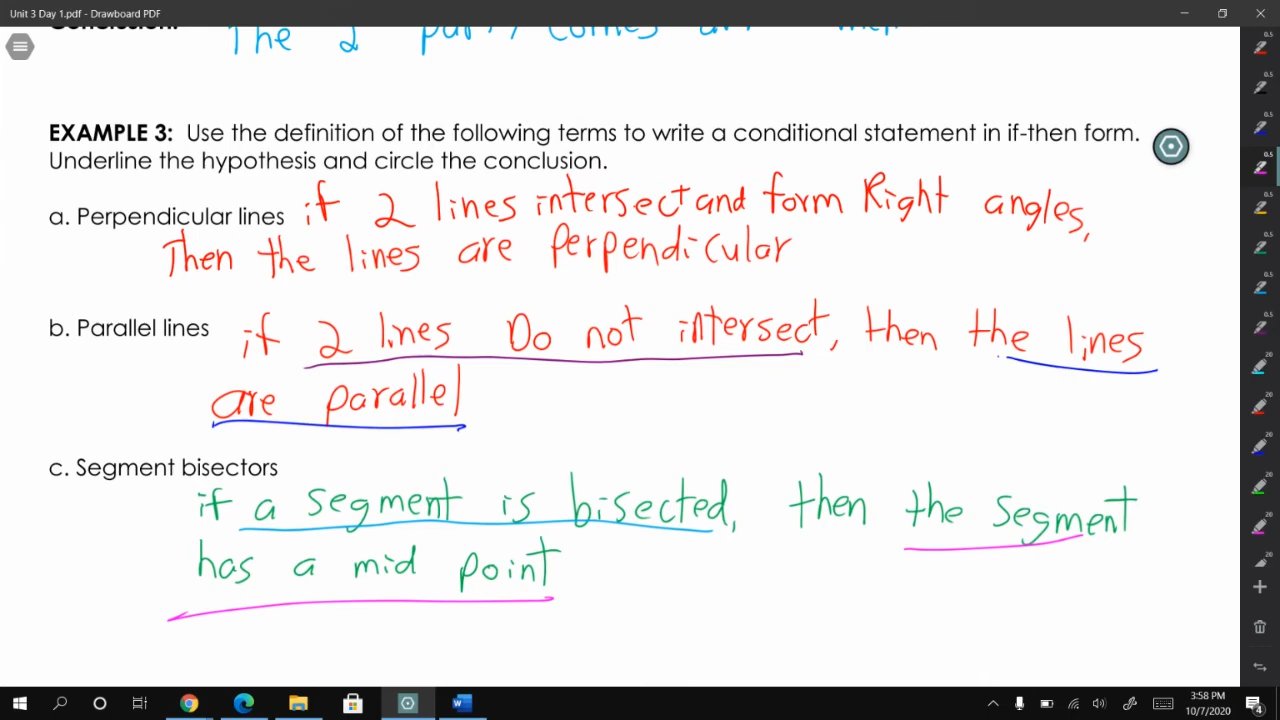 Unit 3 Day 1.pdf - Drawboard PDF
The 2
EXAMPLE 3: Use the definition of the following terms to write a conditional statement in if-then form.
Underline the hypothesis and circle the conclusion.
a. Perpendicular lines if 2 lines intersect and form Right angles,
Then the lines are perpendicular
b. Parallel lines if 2 lines Do not intersect, then the lines
are parallel
c. Segment bisectors
if a segment is bisected, then the segment
has a mid point
3:58 PM
10/7/2020
4